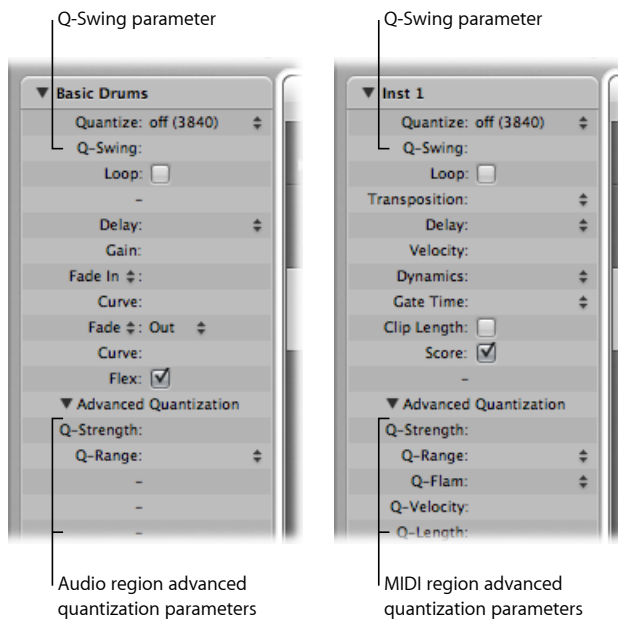 Q-Swing parameter
Basic Drums
Quantize: off (3840)
Q-Swing:
Loop:
–
Delay:
Gain:
Fade In :
Curve:
Fade : Out
Curve:
Flex:
Advanced Quantization
Q-Strength:
Q-Range:
–
–
–
Audio region advanced
quantization parameters
Q-Swing parameter
Inst 1
Quantize: off (3840)
Q-Swing:
Loop:
Transposition:
Delay:
Velocity:
Dynamics:
Gate Time:
Clip Length:
Score:
–
Advanced Quantization
Q-Strength:
Q-Range:
Q-Flam:
Q-Velocity:
Q-Length:
MIDI region advanced
quantization parameters